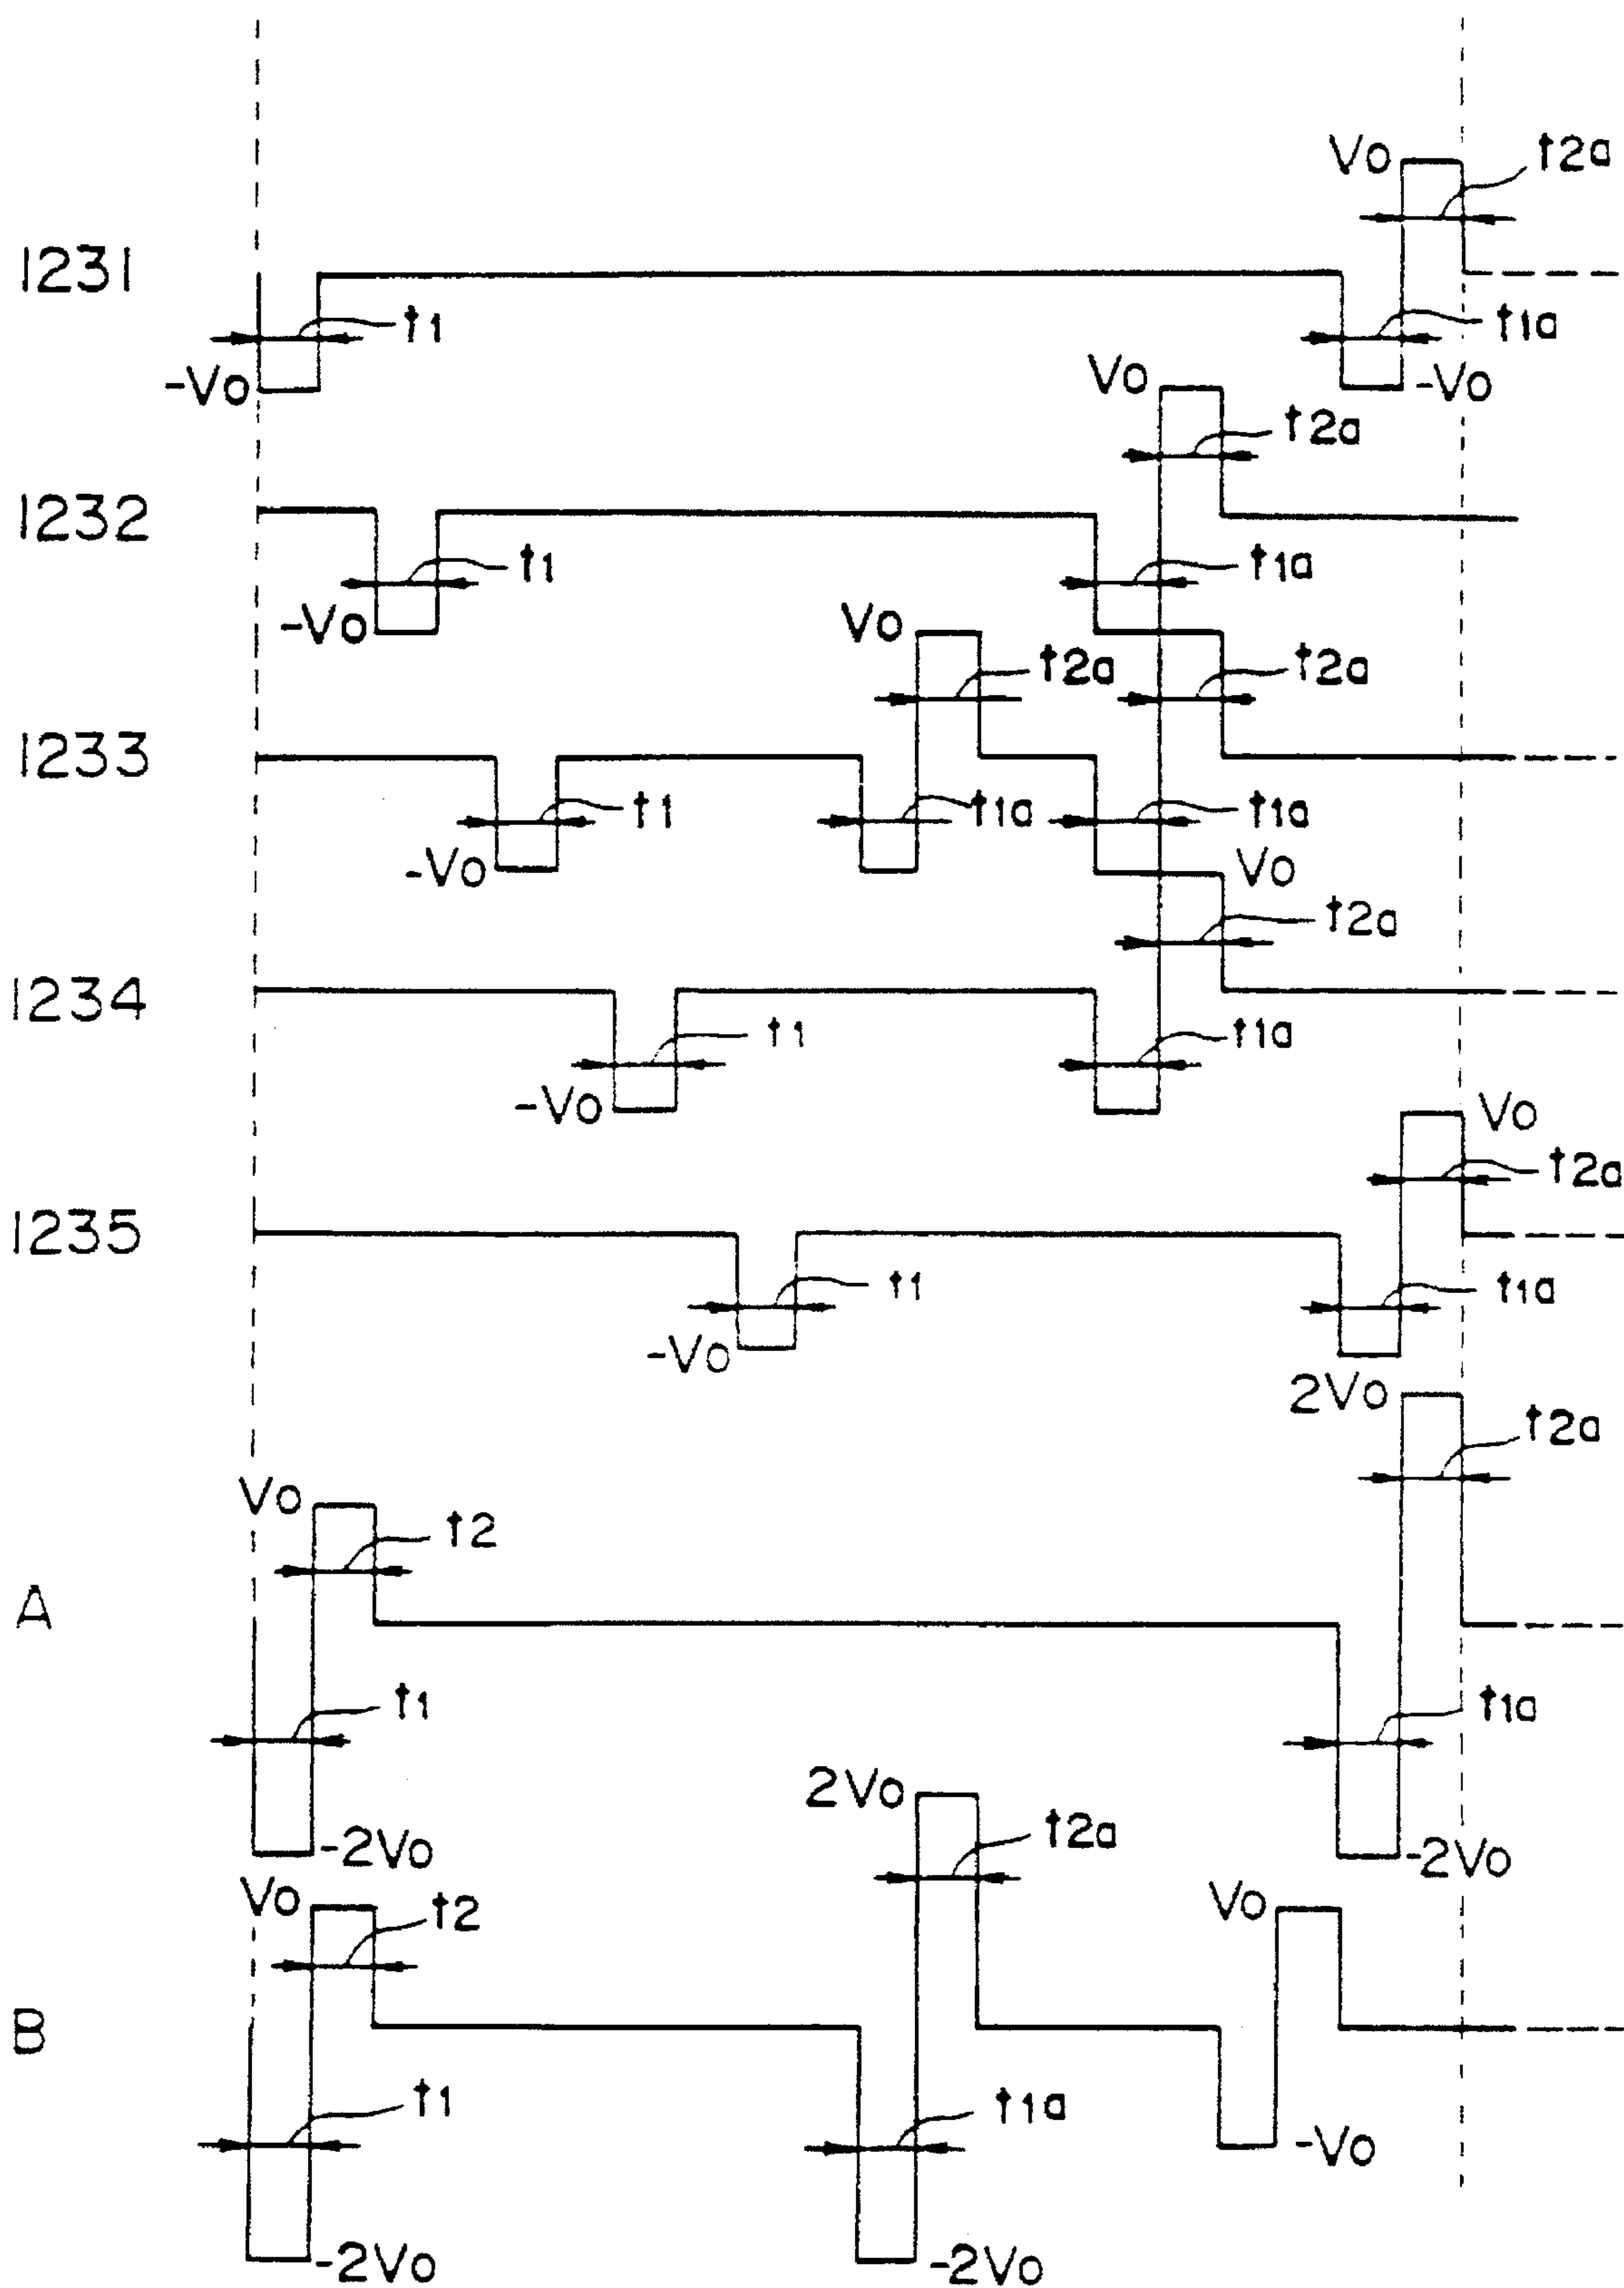 Vo t2a
1231
t1 t1a
-Vo -Vo
Vo t2a
1232
t1 t1a
-Vo Vo
t2a t2a
1233
t1 t1a t1a
-Vo Vo
t2a
1234
t1 t1a
-Vo
Vo
t2a
1235
t1 t1a
-Vo
2Vo
t2a
Vo
t2
A
t1 t1a
2Vo
t2a
-2Vo -2Vo
Vo Vo
t2
B
t1 t1a
-Vo
-2Vo -2Vo